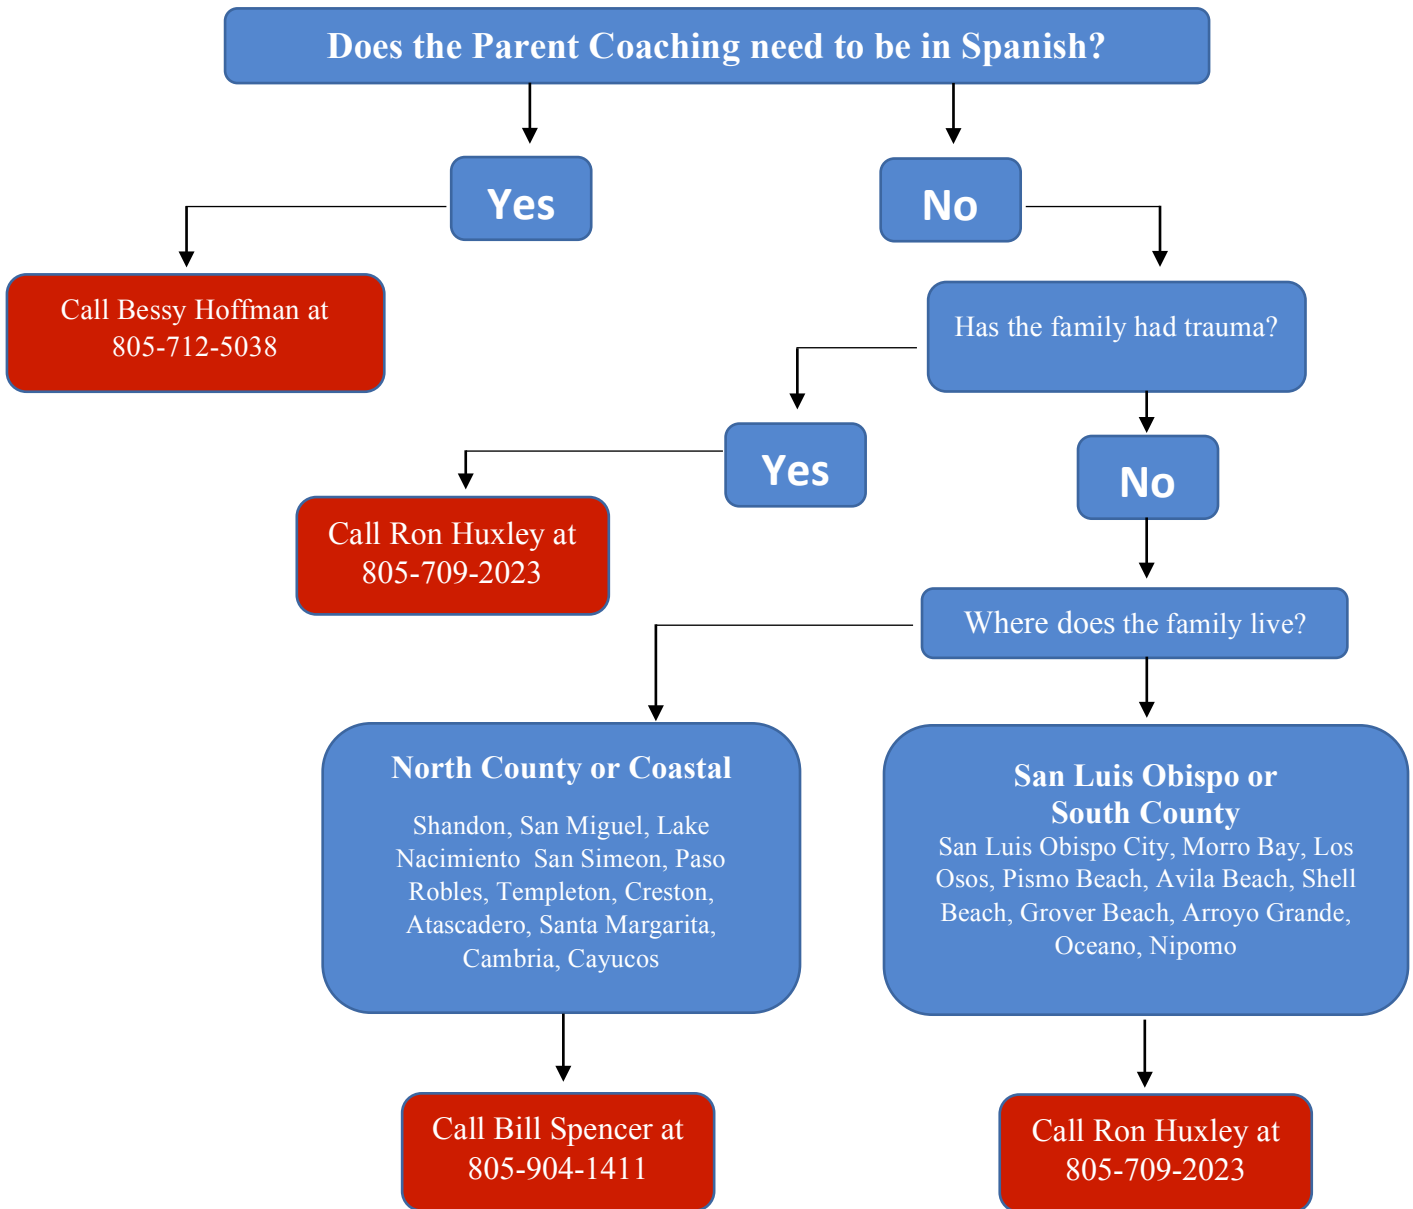 Does the Parent Coaching need to be in Spanish?
Yes
No
Call Bessy Hoffman at
805-712-5038
Has the family had trauma?
Yes
No
Call Ron Huxley at
805-709-2023
Where does the family live?
North County or Coastal
Shandon, San Miguel, Lake
Nacimiento  San Simeon, Paso
Robles, Templeton, Creston,
Atascadero, Santa Margarita,
Cambria, Cayucos
San Luis Obispo or
South County
San Luis Obispo City, Morro Bay, Los
Osos, Pismo Beach, Avila Beach, Shell
Beach, Grover Beach, Arroyo Grande,
Oceano, Nipomo
Call Bill Spencer at
805-904-1411
Call Ron Huxley at
805-709-2023